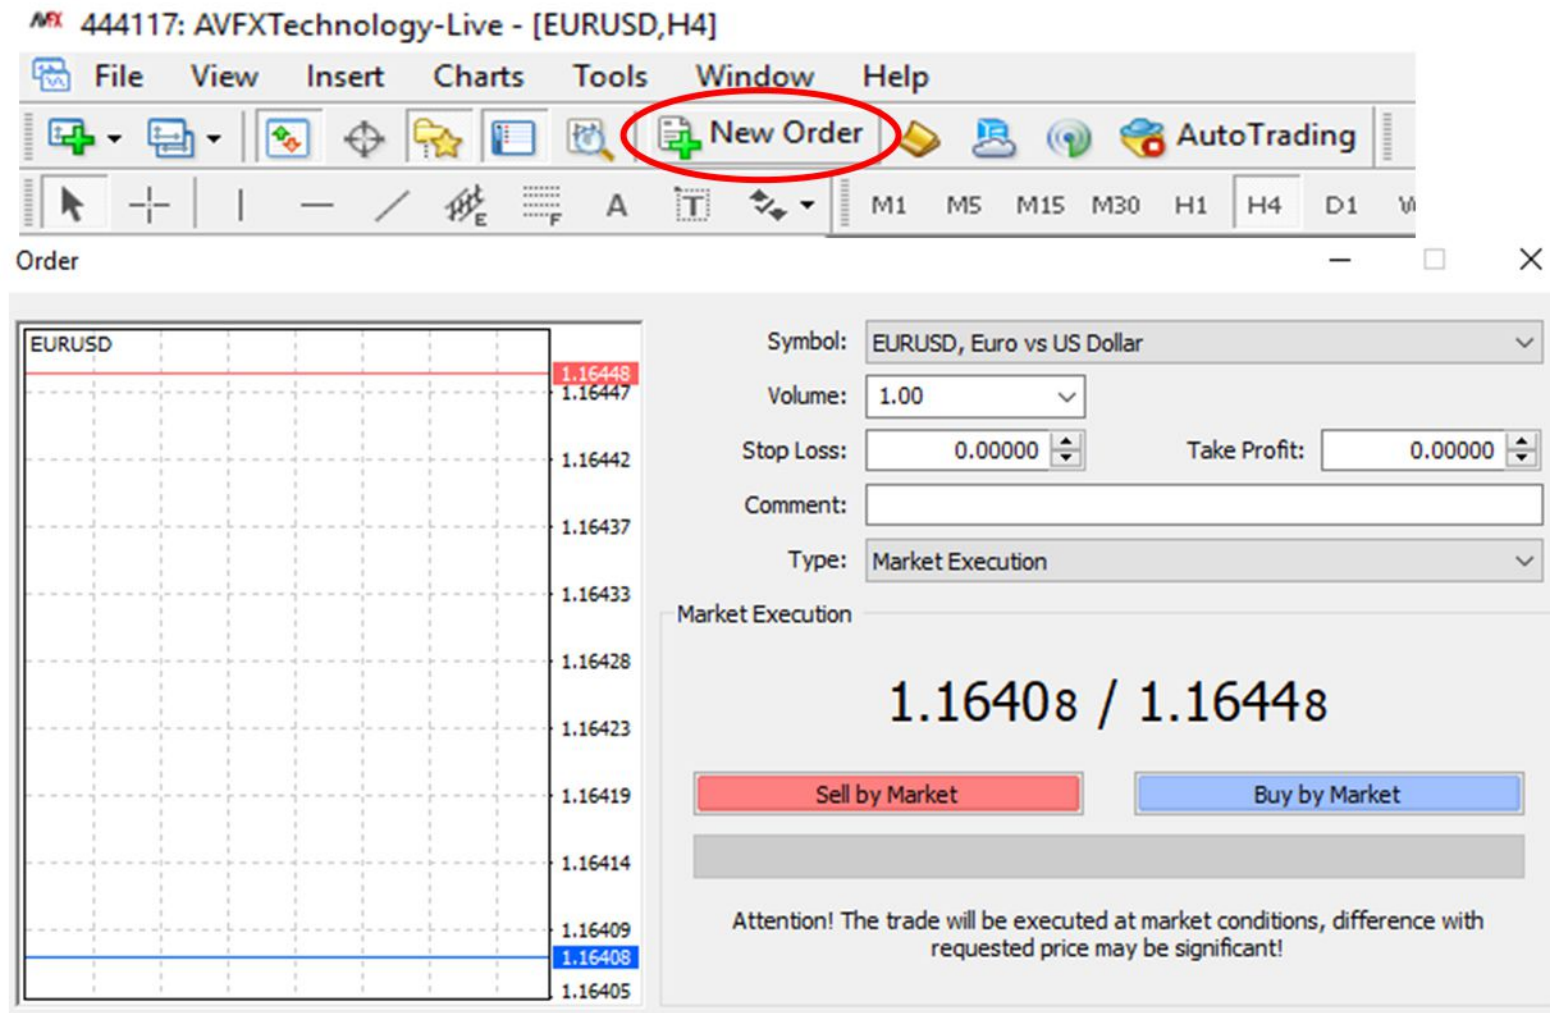 AVFX 444117: AVFXTechnology-Live - [EURUSD,H4]
File View Insert Charts Tools Window Help
New Order AutoTrading
E F A T M1 M5 M15 M30 H1 H4 D1
Order
EURUSD
1.16448
1.16447
1.16442
1.16437
1.16433
1.16428
1.16423
1.16419
1.16414
1.16409
1.16408
1.16405
Symbol: EURUSD, Euro vs US Dollar
Volume: 1.00
Stop Loss: 0.00000 Take Profit: 0.00000
Comment:
Type: Market Execution
Market Execution
1.16408 / 1.16448
Sell by Market Buy by Market
Attention! The trade will be executed at market conditions, difference with
requested price may be significant!